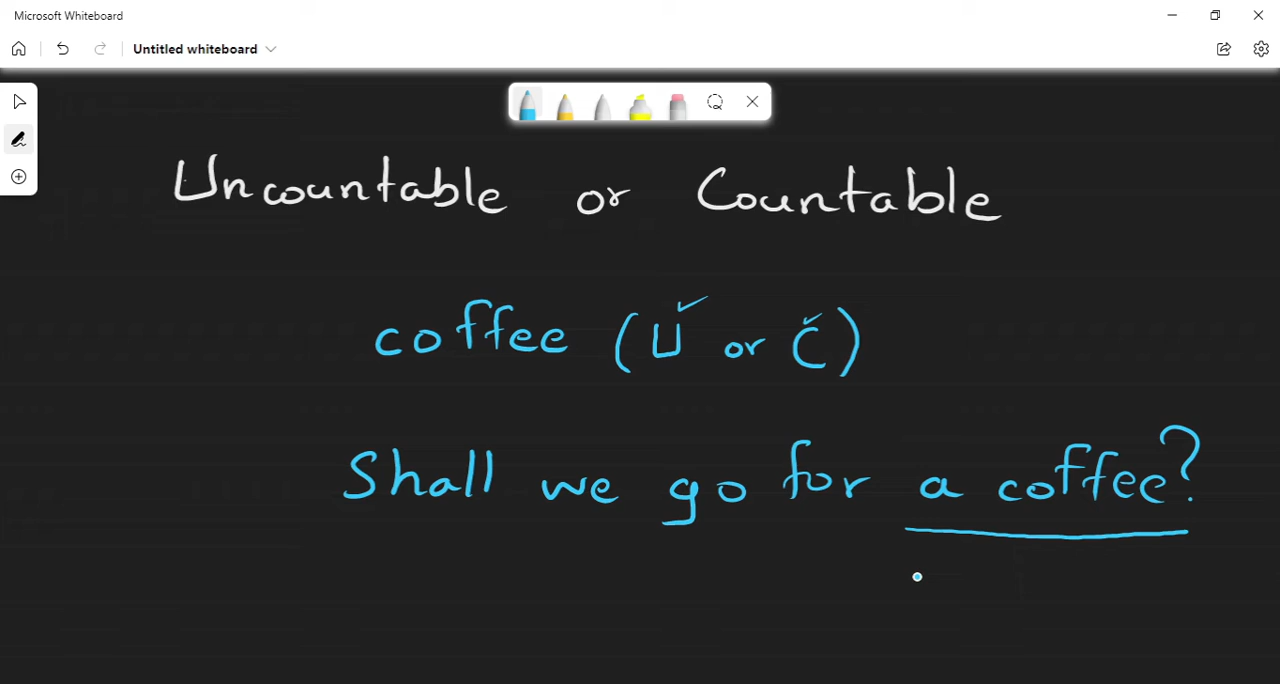 Microsoft Whiteboard
Untitled whiteboard
Uncountable or Countable
coffee (U or C)
Shall we go for a coffee?